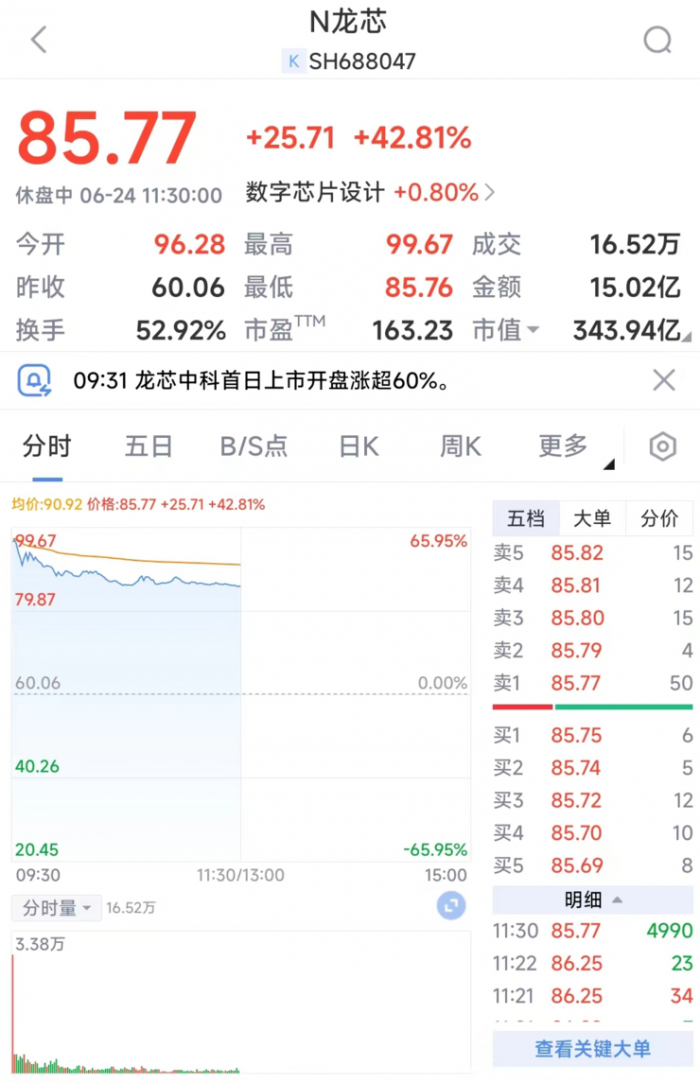 N龙芯
K SH688047
85.77 +25.71 +42.81%
休盘中 06-24 11:30:00 数字芯片设计 +0.80%
今开 96.28 最高 99.67 成交 16.52万
昨收 60.06 最低 85.76 金额 15.02亿
换手 52.92% 市盈TTM 163.23 市值 343.94亿
09:31 龙芯中科首日上市开盘涨超60%。
分时 五日 B/S点 日K 周K 更多
均价:90.92 价格:85.77 +25.71 +42.81%
99.67 65.95%
79.87
60.06 0.00%
40.26
20.45 -65.95%
09:30 11:30/13:00 15:00
分时量 16.52万
3.38万
五档 大单 分价
卖5 85.82 15
卖4 85.81 12
卖3 85.80 15
卖2 85.79 4
卖1 85.77 50
买1 85.75 6
买2 85.74 5
买3 85.72 12
买4 85.70 10
买5 85.69 8
明细
11:30 85.77 4990
11:22 86.25 23
11:21 86.25 34
查看关键大单